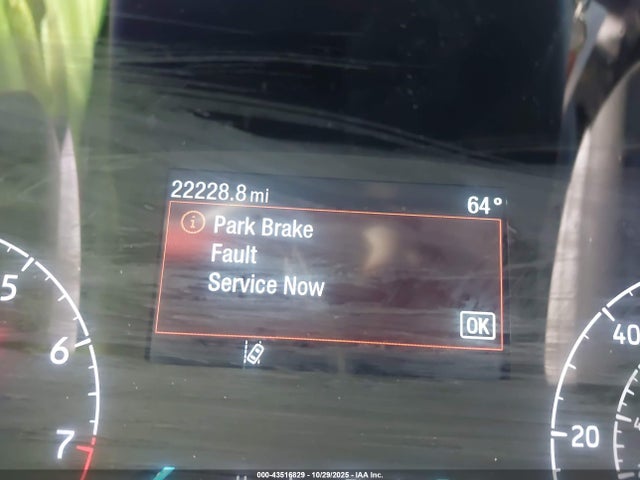 22228.8 mi 64°
Park Brake
Fault
Service Now
OK
5
6
7
40
20
000-43516829 - 10/29/2025 - IAA Inc.